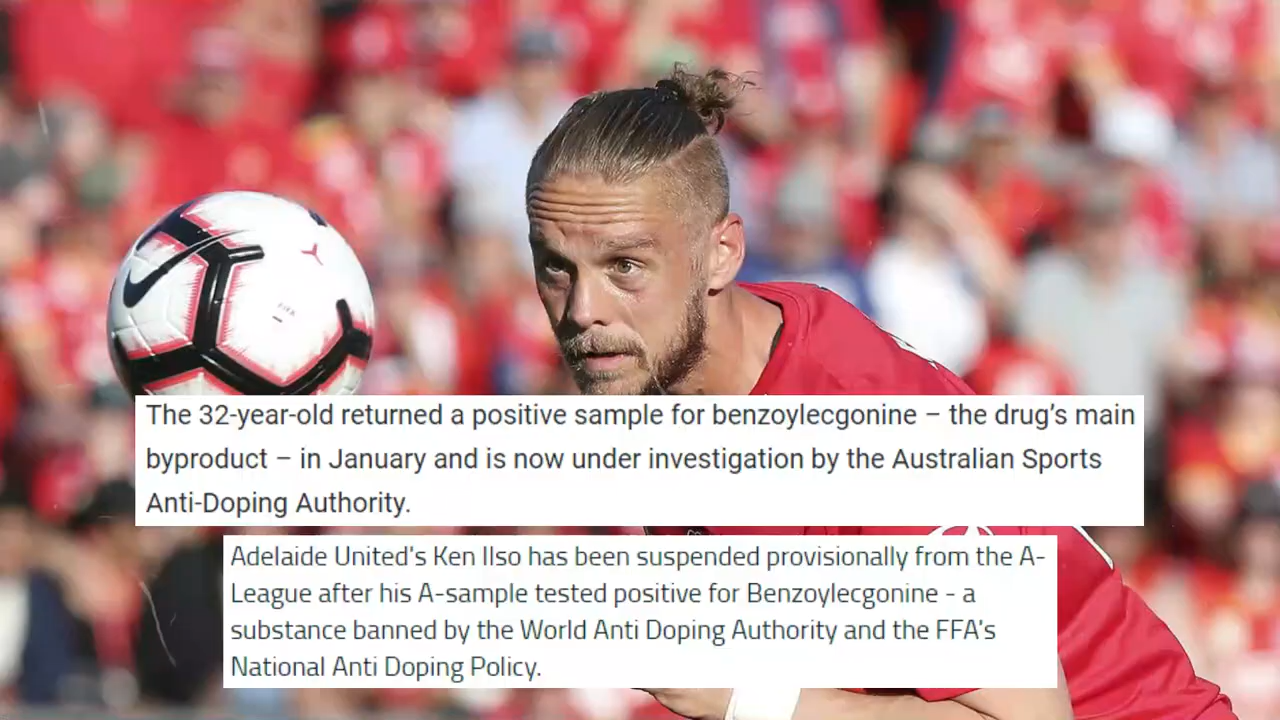 The 32-year-old returned a positive sample for benzoylecgonine – the drug's main
byproduct – in January and is now under investigation by the Australian Sports
Anti-Doping Authority.
Adelaide United's Ken Ilso has been suspended provisionally from the A-
League after his A-sample tested positive for Benzoylecgonine - a
substance banned by the World Anti Doping Authority and the FFA's
National Anti Doping Policy.